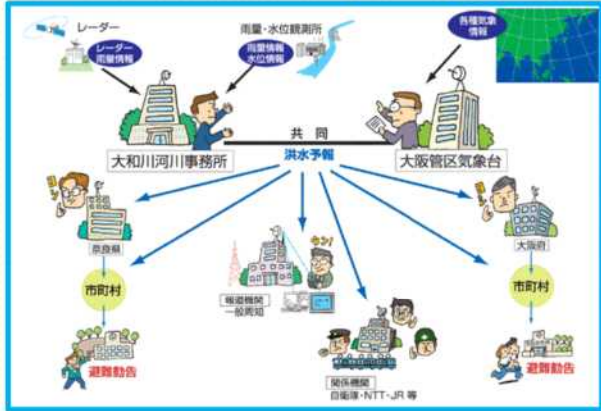 レーダー
雨量・水位観測所
各種気象
情報
レーダー
雨量情報
雨量情報
水位情報
共同
大和川河川事務所
洪水予報
大阪管区気象台
奈良県
大阪府
ウン!
市町村
市町村
報道機関
一般周知
避難勧告
避難勧告
関係機関
自衛隊・NTT・JR 等